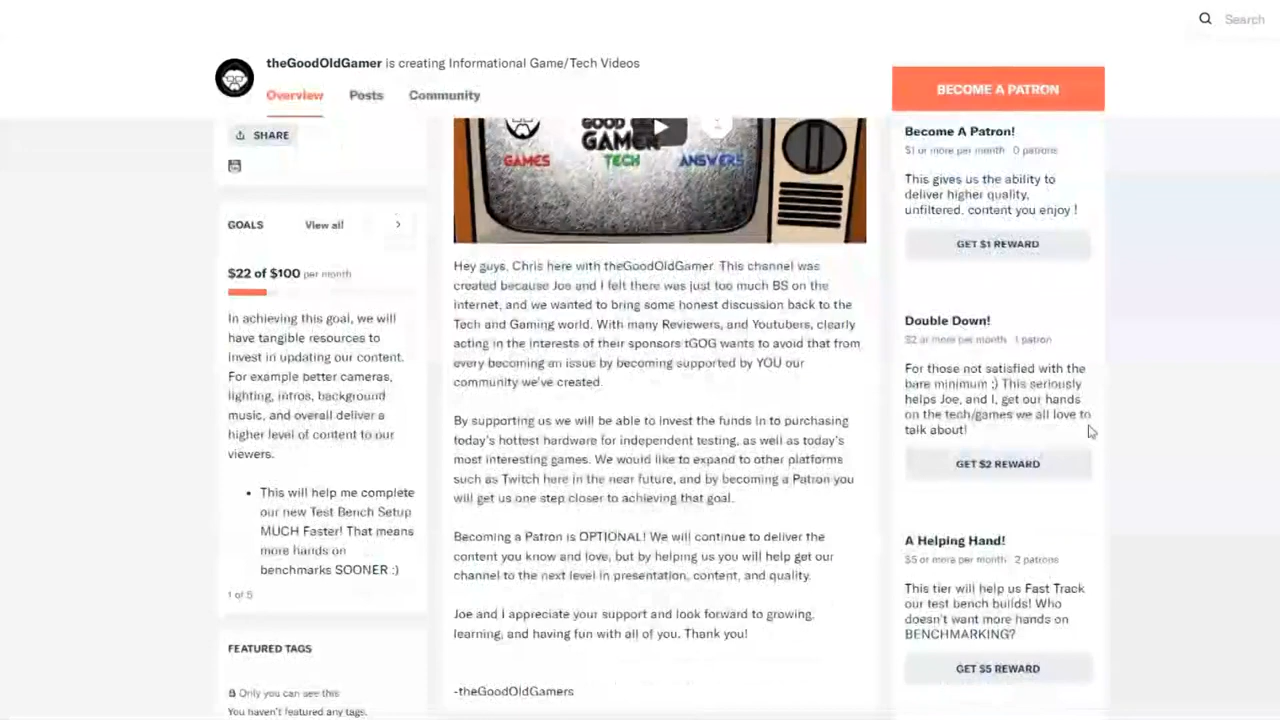 Search
theGoodOldGamer is creating Informational Game/Tech Videos
Overview
Posts
Community
BECOME A PATRON
SHARE
GOALS
View all
$22 of $100 per month
In achieving this goal, we will
have tangible resources to
invest in updating our content.
For example better cameras,
lighting, intros, background
music, and overall deliver a
higher level of content to our
viewers.
• This will help me complete
our new Test Bench Setup
MUCH Faster! That means
more hands on
benchmarks SOONER :)
1 of 5
FEATURED TAGS
Only you can see this
You haven't featured any tags.
GAMER
GAMES
TECH
ANSWERS
Hey guys, Chris here with theGoodOldGamer. This channel was
created because Joe and I felt there was just too much BS on the
internet, and we wanted to bring some honest discussion back to the
Tech and Gaming world. With many Reviewers, and Youtubers, clearly
acting in the interests of their sponsors tGOG wants to avoid that from
every becoming an issue by becoming supported by YOU our
community we've created.
By supporting us we will be able to invest the funds in to purchasing
today's hottest hardware for independent testing, as well as today's
most interesting games. We would like to expand to other platforms
such as Twitch here in the near future, and by becoming a Patron you
will get us one step closer to achieving that goal.
Becoming a Patron is OPTIONAL! We will continue to deliver the
content you know and love, but by helping us you will help get our
channel to the next level in presentation, content, and quality.
Joe and I appreciate your support and look forward to growing,
learning, and having fun with all of you. Thank you!
-theGoodOldGamers
Become A Patron!
$1 or more per month · 0 patrons
This gives us the ability to
deliver higher quality,
unfiltered, content you enjoy !
GET $1 REWARD
Double Down!
$2 or more per month · 1 patron
For those not satisfied with the
bare minimum ;) This seriously
helps Joe, and I, get our hands
on the tech/games we all love to
talk about!
GET $2 REWARD
A Helping Hand!
$5 or more per month · 2 patrons
This tier will help us Fast Track
our test bench builds! Who
doesn't want more hands on
BENCHMARKING?
GET $5 REWARD